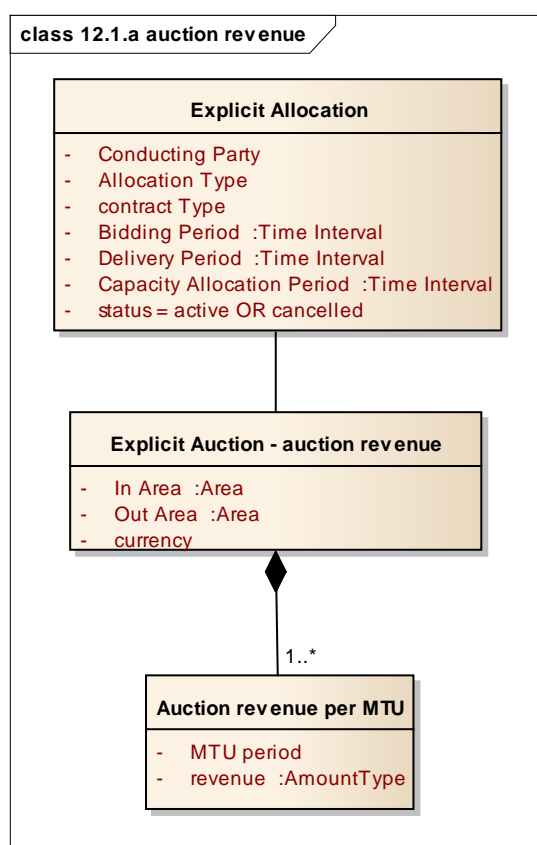 class 12.1.a auction revenue
Explicit Allocation
- Conducting Party
- Allocation Type
- contract Type
- Bidding Period :Time Interval
- Delivery Period :Time Interval
- Capacity Allocation Period :Time Interval
- status = active OR cancelled
Explicit Auction - auction revenue
- In Area :Area
- Out Area :Area
- currency
1..*
Auction revenue per MTU
- MTU period
- revenue :AmountType